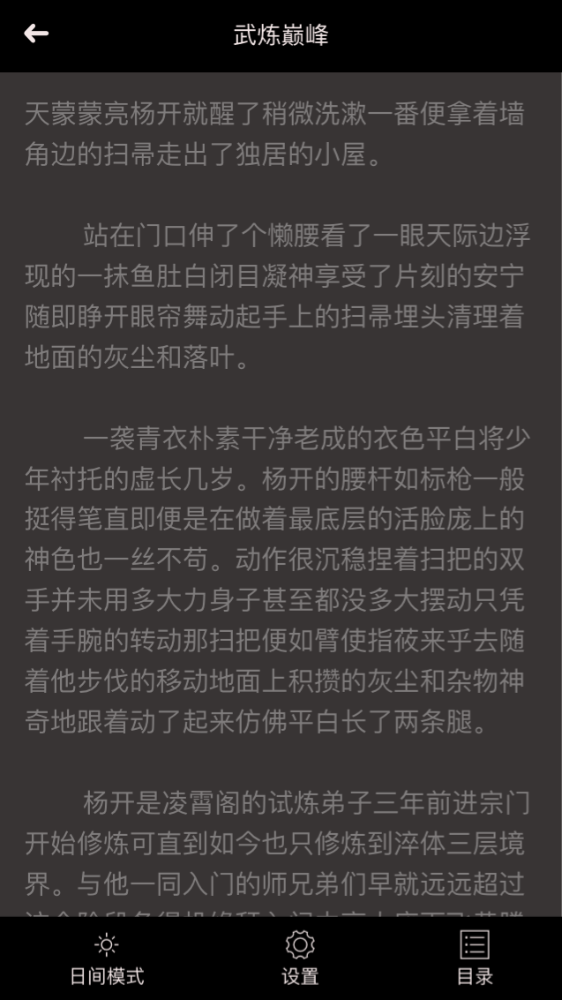 武炼巅峰
天蒙蒙亮杨开就醒了稍微洗漱一番便拿着墙
角边的扫帚走出了独居的小屋。
站在门口伸了个懒腰看了一眼天际边浮
现的一抹鱼肚白闭目凝神享受了片刻的安宁
随即睁开眼帘舞动起手上的扫帚埋头清理着
地面的灰尘和落叶。
一袭青衣朴素干净老成的衣色平白将少
年衬托的虚长几岁。杨开的腰杆如标枪一般
挺得笔直即便是在做着最底层的活脸庞上的
神色也一丝不苟。动作很沉稳捏着扫把的双
手并未用多大力身子甚至都没多大摆动只凭
着手腕的转动那扫把便如臂使指莜来乎去随
着他步伐的移动地面上积攒的灰尘和杂物神
奇地跟着动了起来仿佛平白长了两条腿。
杨开是凌霄阁的试炼弟子三年前进宗门
开始修炼可直到如今也只修炼到淬体三层境
界。与他一同入门的师兄弟们早就远远超过
日间模式
设置
目录